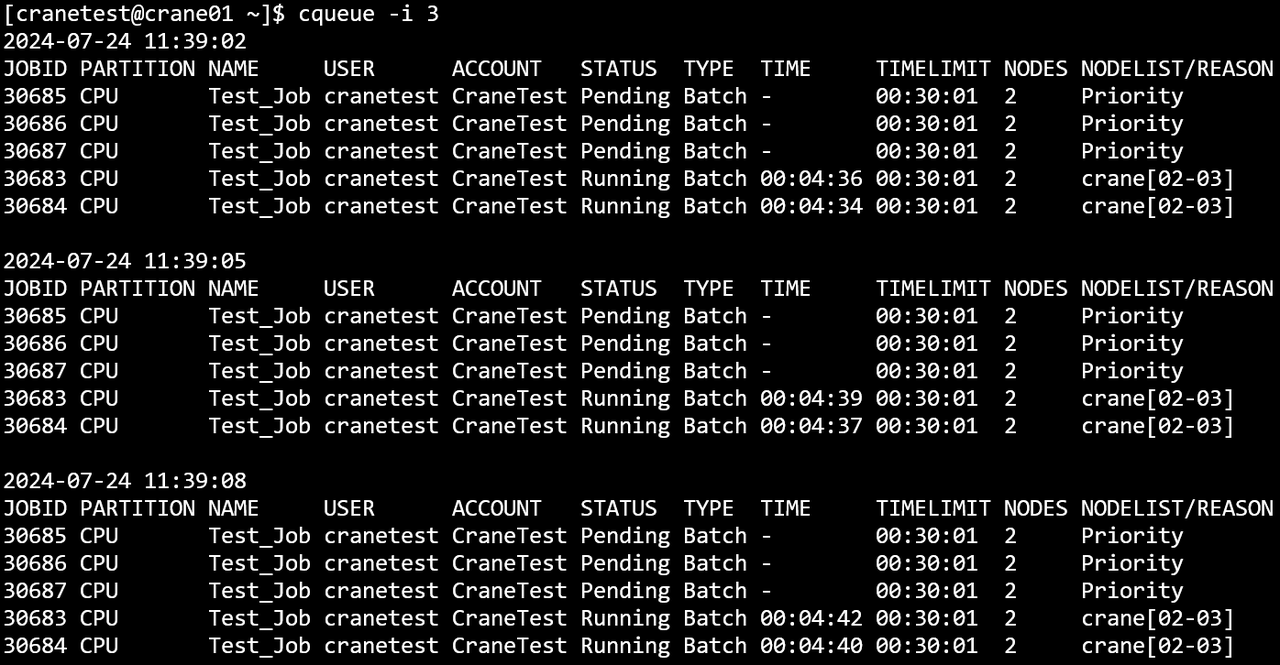 [cranetest@crane01 ~]$ cqueue -i 3
2024-07-24 11:39:02
JOBID PARTITION NAME     USER      ACCOUNT   STATUS  TYPE  TIME     TIMELIMIT NODES NODELIST/REASON
30685 CPU       Test_Job cranetest CraneTest Pending Batch -        00:30:01  2     Priority
30686 CPU       Test_Job cranetest CraneTest Pending Batch -        00:30:01  2     Priority
30687 CPU       Test_Job cranetest CraneTest Pending Batch -        00:30:01  2     Priority
30683 CPU       Test_Job cranetest CraneTest Running Batch 00:04:36 00:30:01  2     crane[02-03]
30684 CPU       Test_Job cranetest CraneTest Running Batch 00:04:34 00:30:01  2     crane[02-03]

2024-07-24 11:39:05
JOBID PARTITION NAME     USER      ACCOUNT   STATUS  TYPE  TIME     TIMELIMIT NODES NODELIST/REASON
30685 CPU       Test_Job cranetest CraneTest Pending Batch -        00:30:01  2     Priority
30686 CPU       Test_Job cranetest CraneTest Pending Batch -        00:30:01  2     Priority
30687 CPU       Test_Job cranetest CraneTest Pending Batch -        00:30:01  2     Priority
30683 CPU       Test_Job cranetest CraneTest Running Batch 00:04:39 00:30:01  2     crane[02-03]
30684 CPU       Test_Job cranetest CraneTest Running Batch 00:04:37 00:30:01  2     crane[02-03]

2024-07-24 11:39:08
JOBID PARTITION NAME     USER      ACCOUNT   STATUS  TYPE  TIME     TIMELIMIT NODES NODELIST/REASON
30685 CPU       Test_Job cranetest CraneTest Pending Batch -        00:30:01  2     Priority
30686 CPU       Test_Job cranetest CraneTest Pending Batch -        00:30:01  2     Priority
30687 CPU       Test_Job cranetest CraneTest Pending Batch -        00:30:01  2     Priority
30683 CPU       Test_Job cranetest CraneTest Running Batch 00:04:42 00:30:01  2     crane[02-03]
30684 CPU       Test_Job cranetest CraneTest Running Batch 00:04:40 00:30:01  2     crane[02-03]